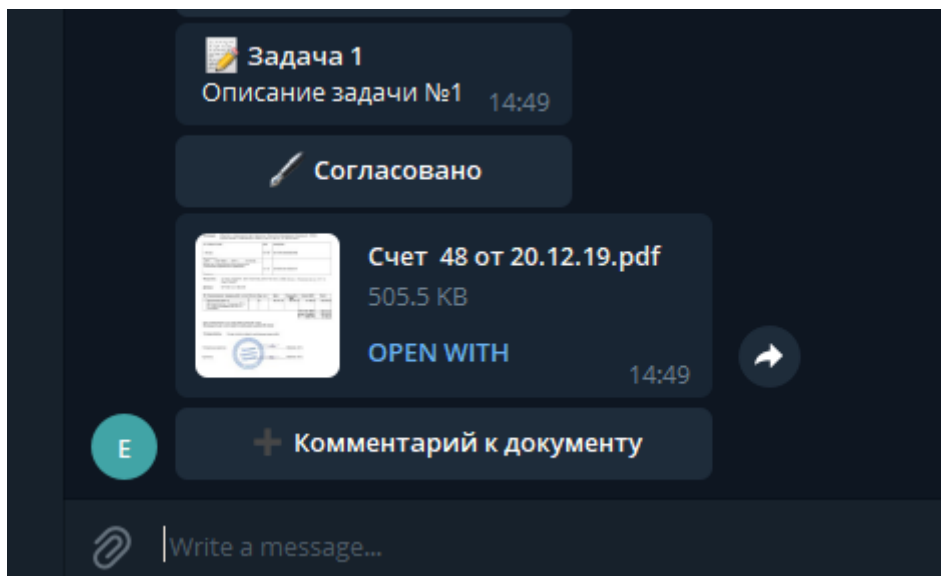 Задача 1
Описание задачи №1 14:49
Согласовано
Счет 48 от 20.12.19.pdf
505.5 KB
OPEN WITH
14:49
E
Комментарий к документу
Write a message...